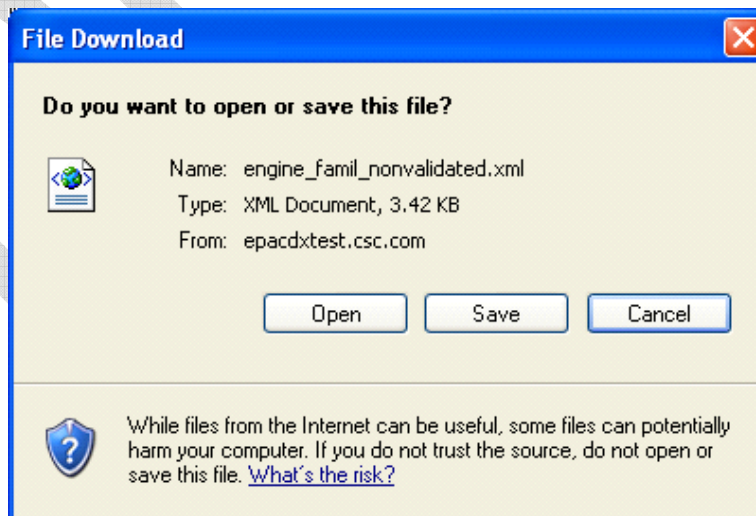 File Download
Do you want to open or save this file?
Name: engine_famil_nonvalidated.xml
Type: XML Document, 3.42 KB
From: epacdxtest.csc.com
Open Save Cancel
While files from the Internet can be useful, some files can potentially
harm your computer. If you do not trust the source, do not open or
save this file. What's the risk?